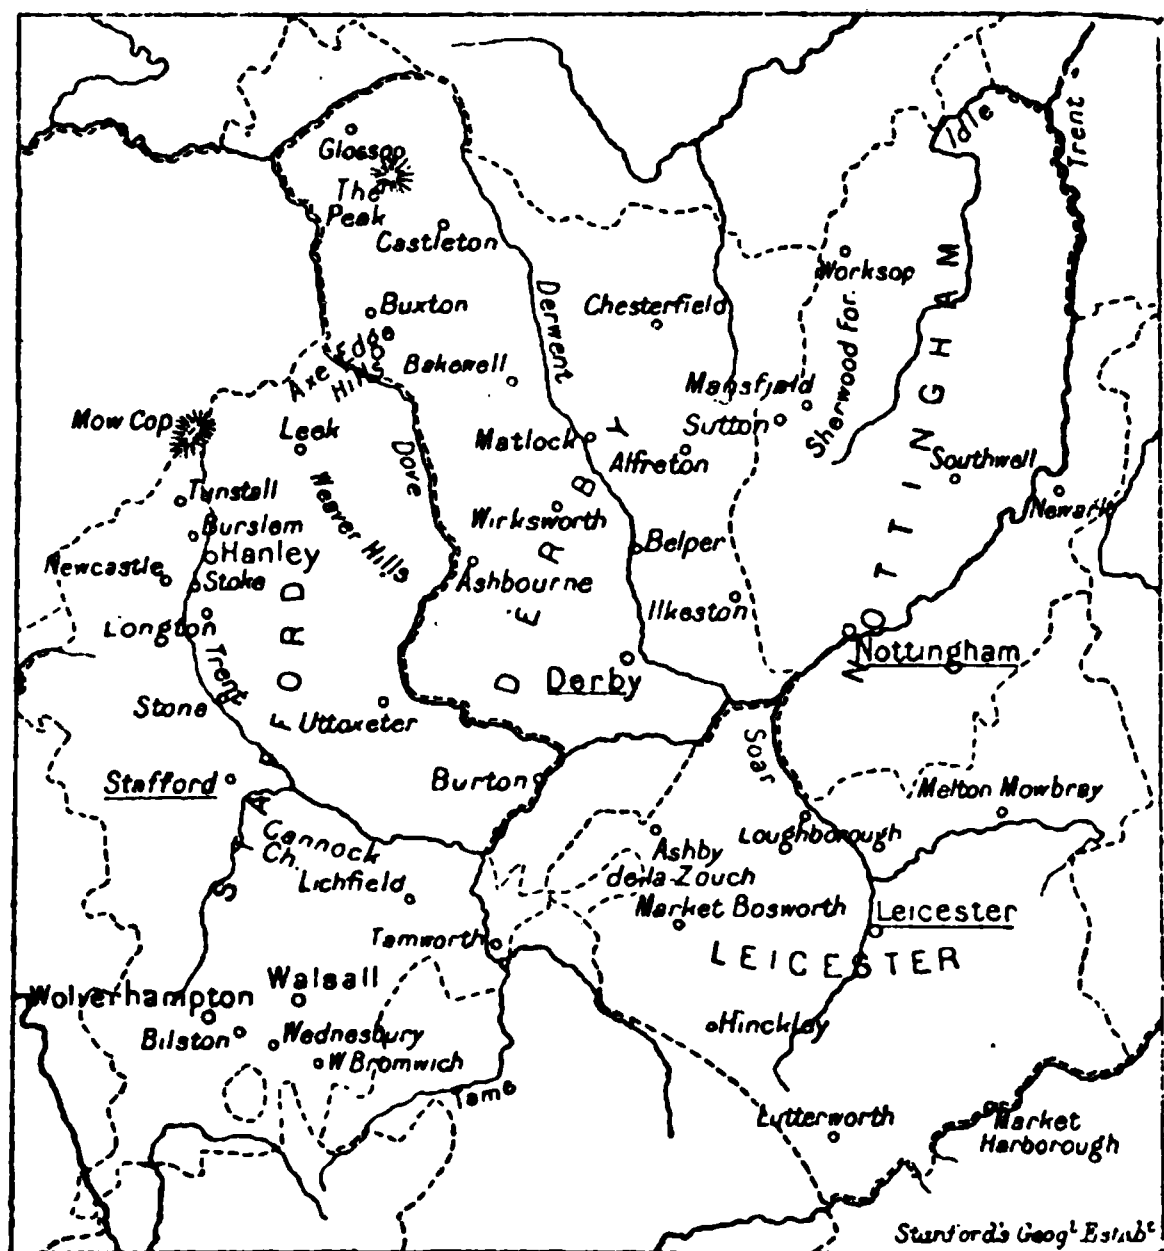 Idle
Trent
Glossop
The
Peak
Castleton
Worksop
Buxton
Derwent
Chesterfield
Axe Edge
Hills
Bakewell
Mansfield
Sherwood For.
NOTTINGHAM
Mow Cop
Leek
Sutton
Dove
Matlock
Alfreton
Southwell
Tunstall
Weaver Hills
Newark
Wirksworth
Burslem
Hanley
Belper
Newcastle
Stoke
Ashbourne
DERBY
Ilkeston
Longton
Trent
Nottingham
Derby
Stone
Uttoxeter
STAFFORD
Soar
Stafford
Burton
Melton Mowbray
Cannock
Ch.
Loughborough
Ashby
de-la-Zouch
Lichfield
Market Bosworth
Leicester
Tamworth
LEICESTER
Walsall
Wolverhampton
Bilston
Wednesbury
W Bromwich
Hinckley
Tame
Lutterworth
Market
Harborough
Stanford's Geogl. Estabt.